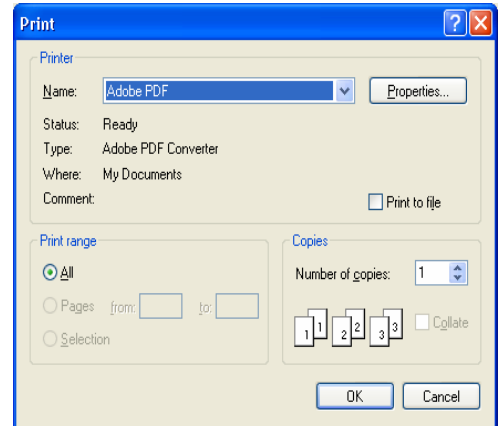 Print
Printer
Name: Adobe PDF Properties...
Status: Ready
Type: Adobe PDF Converter
Where: My Documents
Comment: Print to file
Print range
All
Pages from: to:
Selection
Copies
Number of copies: 1
1 1 2 2 3 3 Collate
OK Cancel